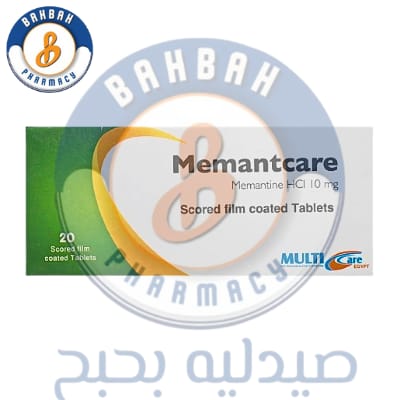 BAHBAH
PHARMACY
BAHBAH
Memantcare
Memantine HCl 10 mg
Scored film coated Tablets
20
Scored film
coated Tablets
MULTI Care
EGYPT
PHARMACY
صيدليه بحبح